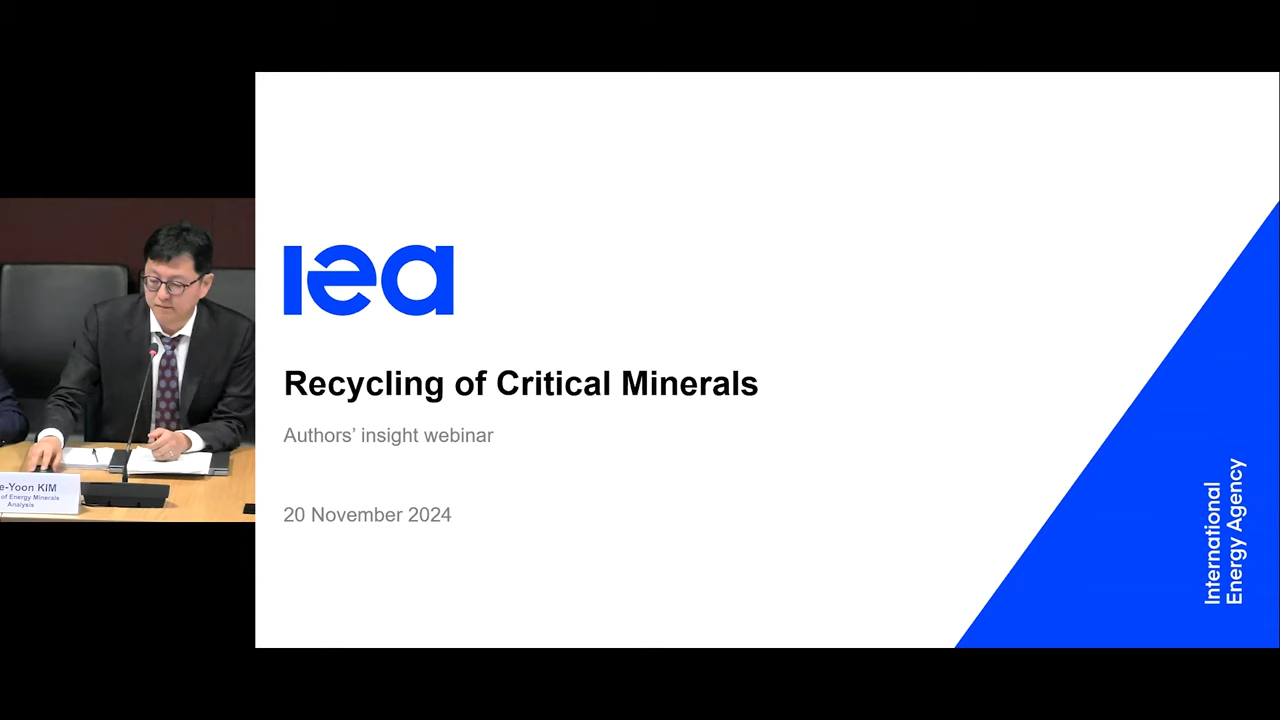 iea
Recycling of Critical Minerals
Authors' insight webinar
20 November 2024
International
Energy Agency
e-Yoon KIM
of Energy Minerals
Analysis